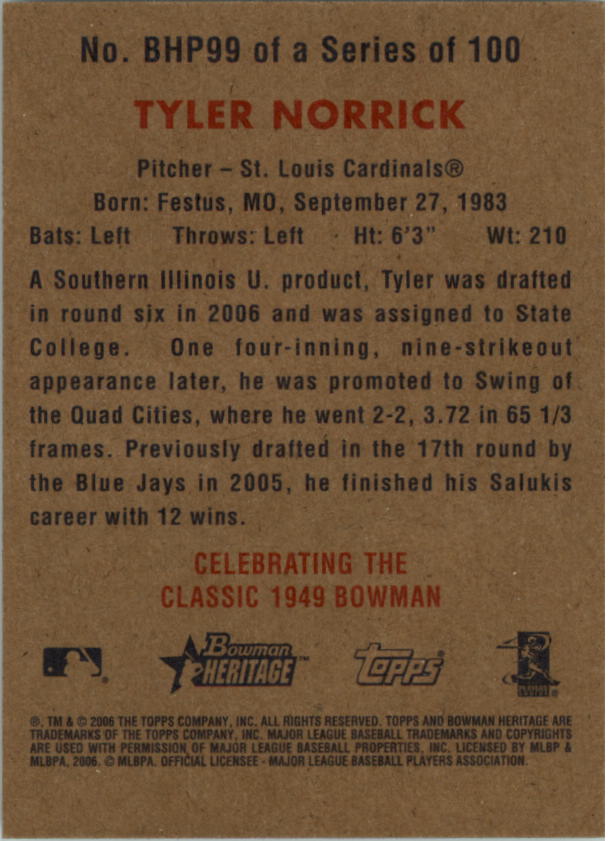 No. BHP99 of a Series of 100
TYLER NORRICK
Pitcher – St. Louis Cardinals®
Born: Festus, MO, September 27, 1983
Bats: Left Throws: Left Ht: 6'3" Wt: 210
A Southern Illinois U. product, Tyler was drafted
in round six in 2006 and was assigned to State
College. One four-inning, nine-strikeout
appearance later, he was promoted to Swing of
the Quad Cities, where he went 2-2, 3.72 in 65 1/3
frames. Previously drafted in the 17th round by
the Blue Jays in 2005, he finished his Salukis
career with 12 wins.
CELEBRATING THE
CLASSIC 1949 BOWMAN
Bowman
HERITAGE™
Topps®
®, TM & © 2006 THE TOPPS COMPANY, INC. ALL RIGHTS RESERVED. TOPPS AND BOWMAN HERITAGE ARE
TRADEMARKS OF THE TOPPS COMPANY, INC. MAJOR LEAGUE BASEBALL TRADEMARKS AND COPYRIGHTS
ARE USED WITH PERMISSION OF MAJOR LEAGUE BASEBALL PROPERTIES, INC. LICENSED BY MLBP &
MLBPA, 2006. © MLBPA. OFFICIAL LICENSEE - MAJOR LEAGUE BASEBALL PLAYERS ASSOCIATION.